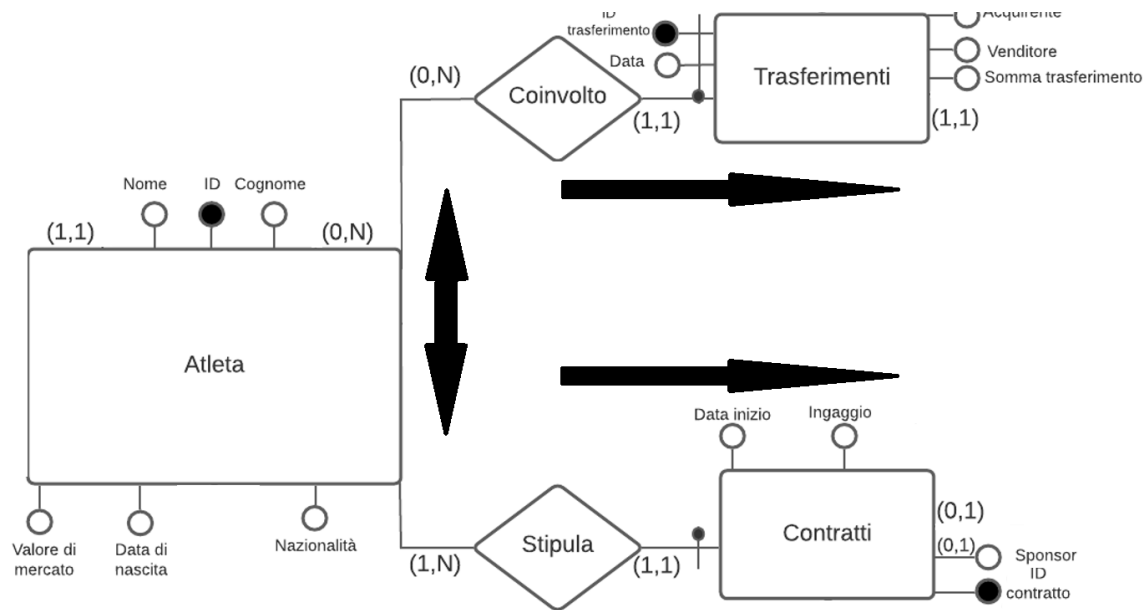 ID
trasferimento
Acquirente
(0,N)
Data
Venditore
Coinvolto
Trasferimenti
Somma trasferimento
(1,1)
(1,1)
Nome
ID
Cognome
(1,1)
(0,N)
Atleta
Data inizio
Ingaggio
(0,1)
Stipula
Contratti
(0,1)
Sponsor
Valore di
mercato
Data di
nascita
Nazionalità
(1,N)
(1,1)
ID
contratto